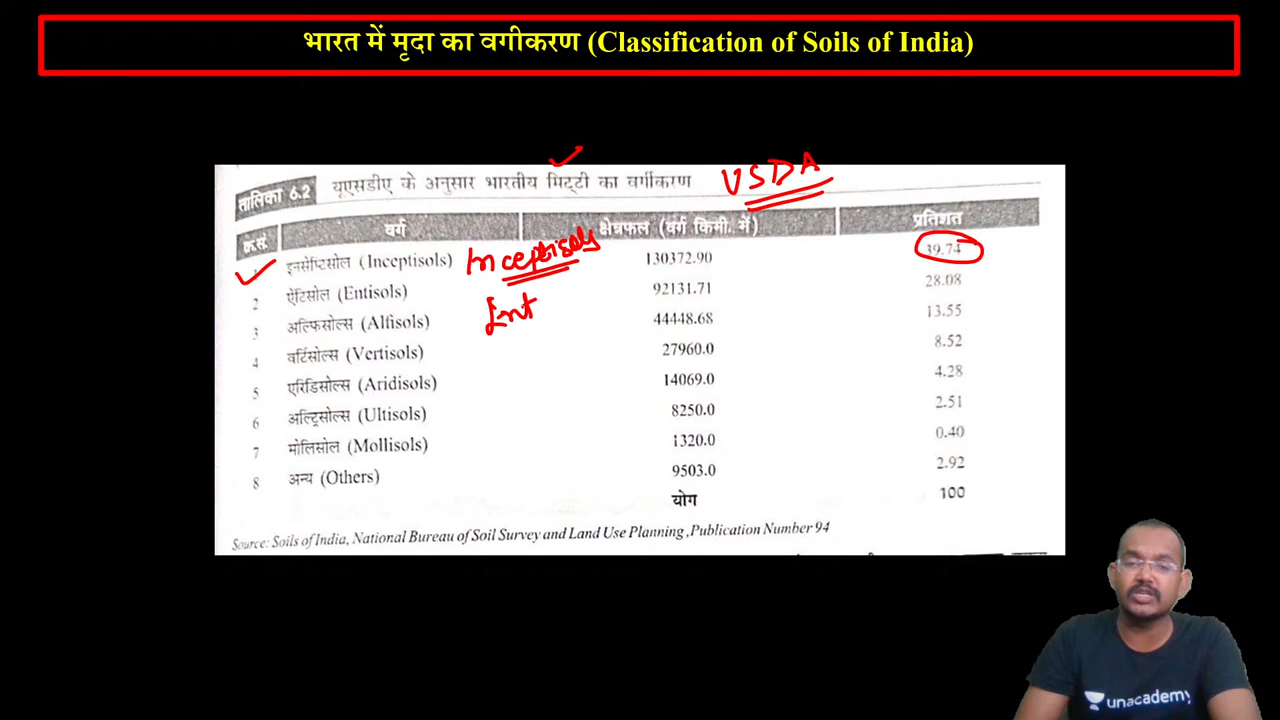 भारत में मृदा का वगीकरण (Classification of Soils of India)
तालिका 6.2 यूएसडीए के अनुसार भारतीय मिट्टी का वर्गीकरण USDA
क्र.सं. वर्ग क्षेत्रफल (वर्ग किमी. में) प्रतिशत
1 इनसेप्टिसोल (Inceptisols) Inceptisols 130372.90 39.74
2 ऐंटिसोल (Entisols) Ent 92131.71 28.08
3 अल्फिसोल्स (Alfisols) 44448.68 13.55
4 वर्टिसोल्स (Vertisols) 27960.0 8.52
5 एरिडिसोल्स (Aridisols) 14069.0 4.28
6 अल्ट्रिसोल्स (Ultisols) 8250.0 2.51
7 मोलिसोल (Mollisols) 1320.0 0.40
8 अन्य (Others) 9503.0 2.92
योग 100
Source: Soils of India, National Bureau of Soil Survey and Land Use Planning ,Publication Number 94
unacademy